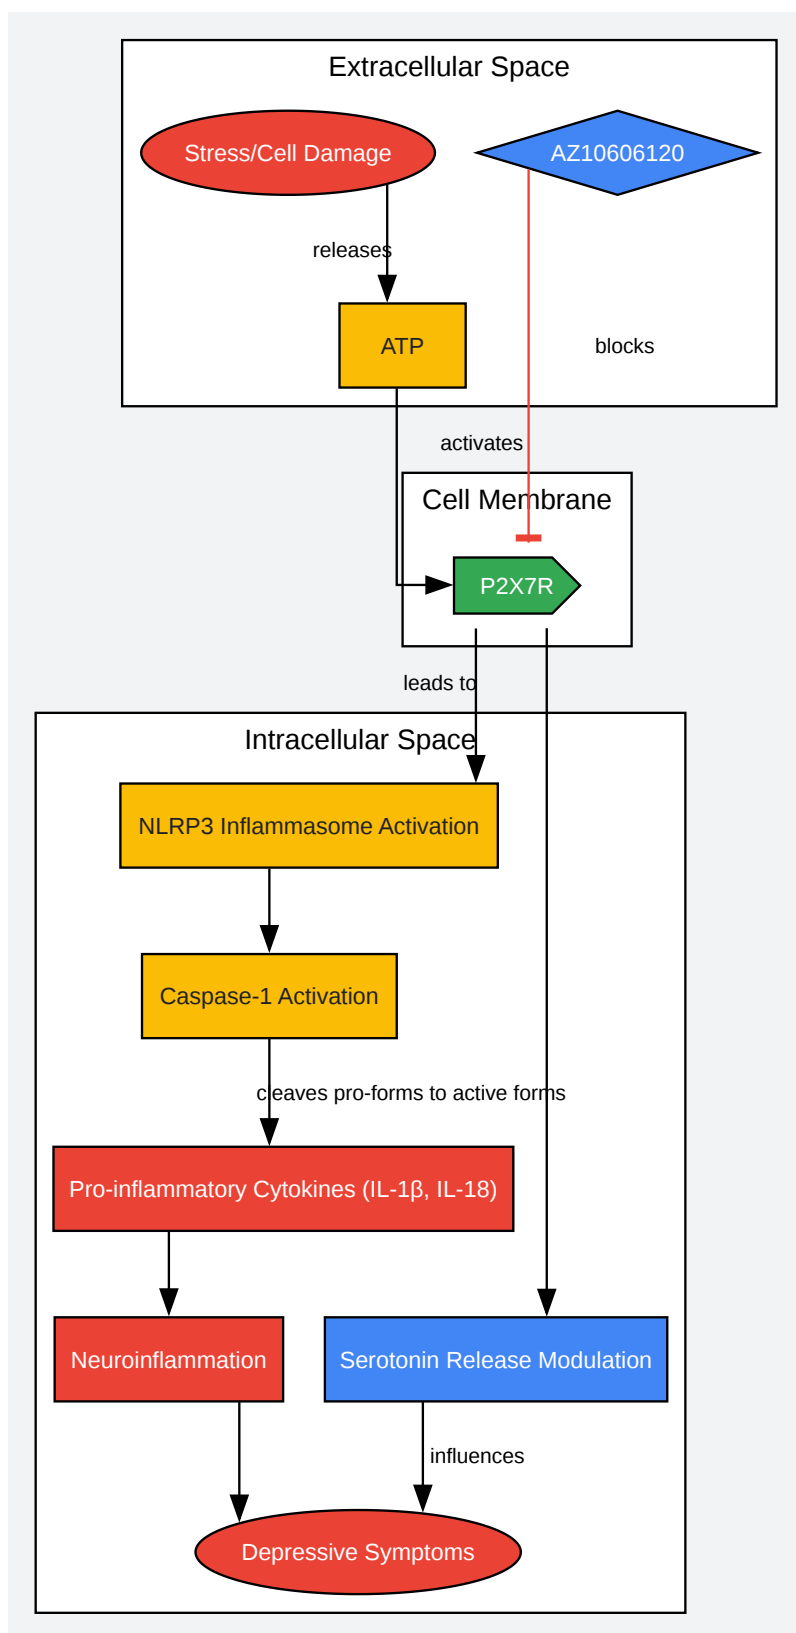 Extracellular Space
Stress/Cell Damage
AZ10606120
releases
ATP
blocks
activates
Cell Membrane
P2X7R
leads to
Intracellular Space
NLRP3 Inflammasome Activation
Caspase-1 Activation
cleaves pro-forms to active forms
Pro-inflammatory Cytokines (IL-1β, IL-18)
Neuroinflammation
Serotonin Release Modulation
influences
Depressive Symptoms